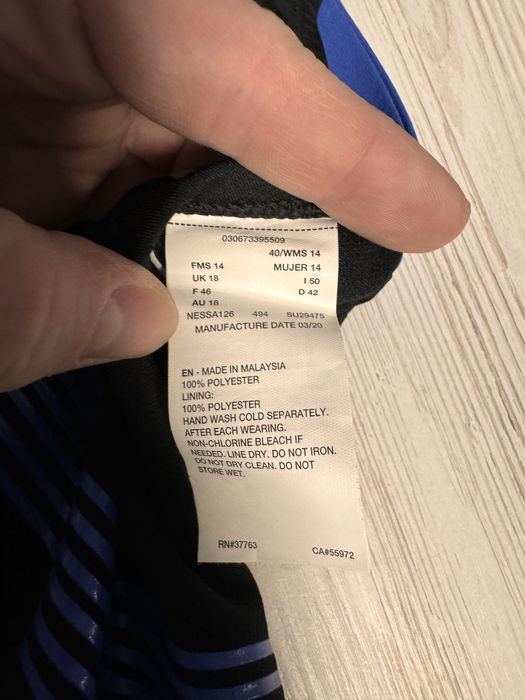 030673395509
40/WMS 14
FMS 14 MUJER 14
UK 18 I 50
F 46 D 42
AU 18
NESSA126 494 SU29475
MANUFACTURE DATE 03/20
EN - MADE IN MALAYSIA
100% POLYESTER
LINING:
100% POLYESTER
HAND WASH COLD SEPARATELY.
AFTER EACH WEARING.
NON-CHLORINE BLEACH IF
NEEDED. LINE DRY. DO NOT IRON.
DO NOT DRY CLEAN. DO NOT
STORE WET.
RN#37763 CA#55972